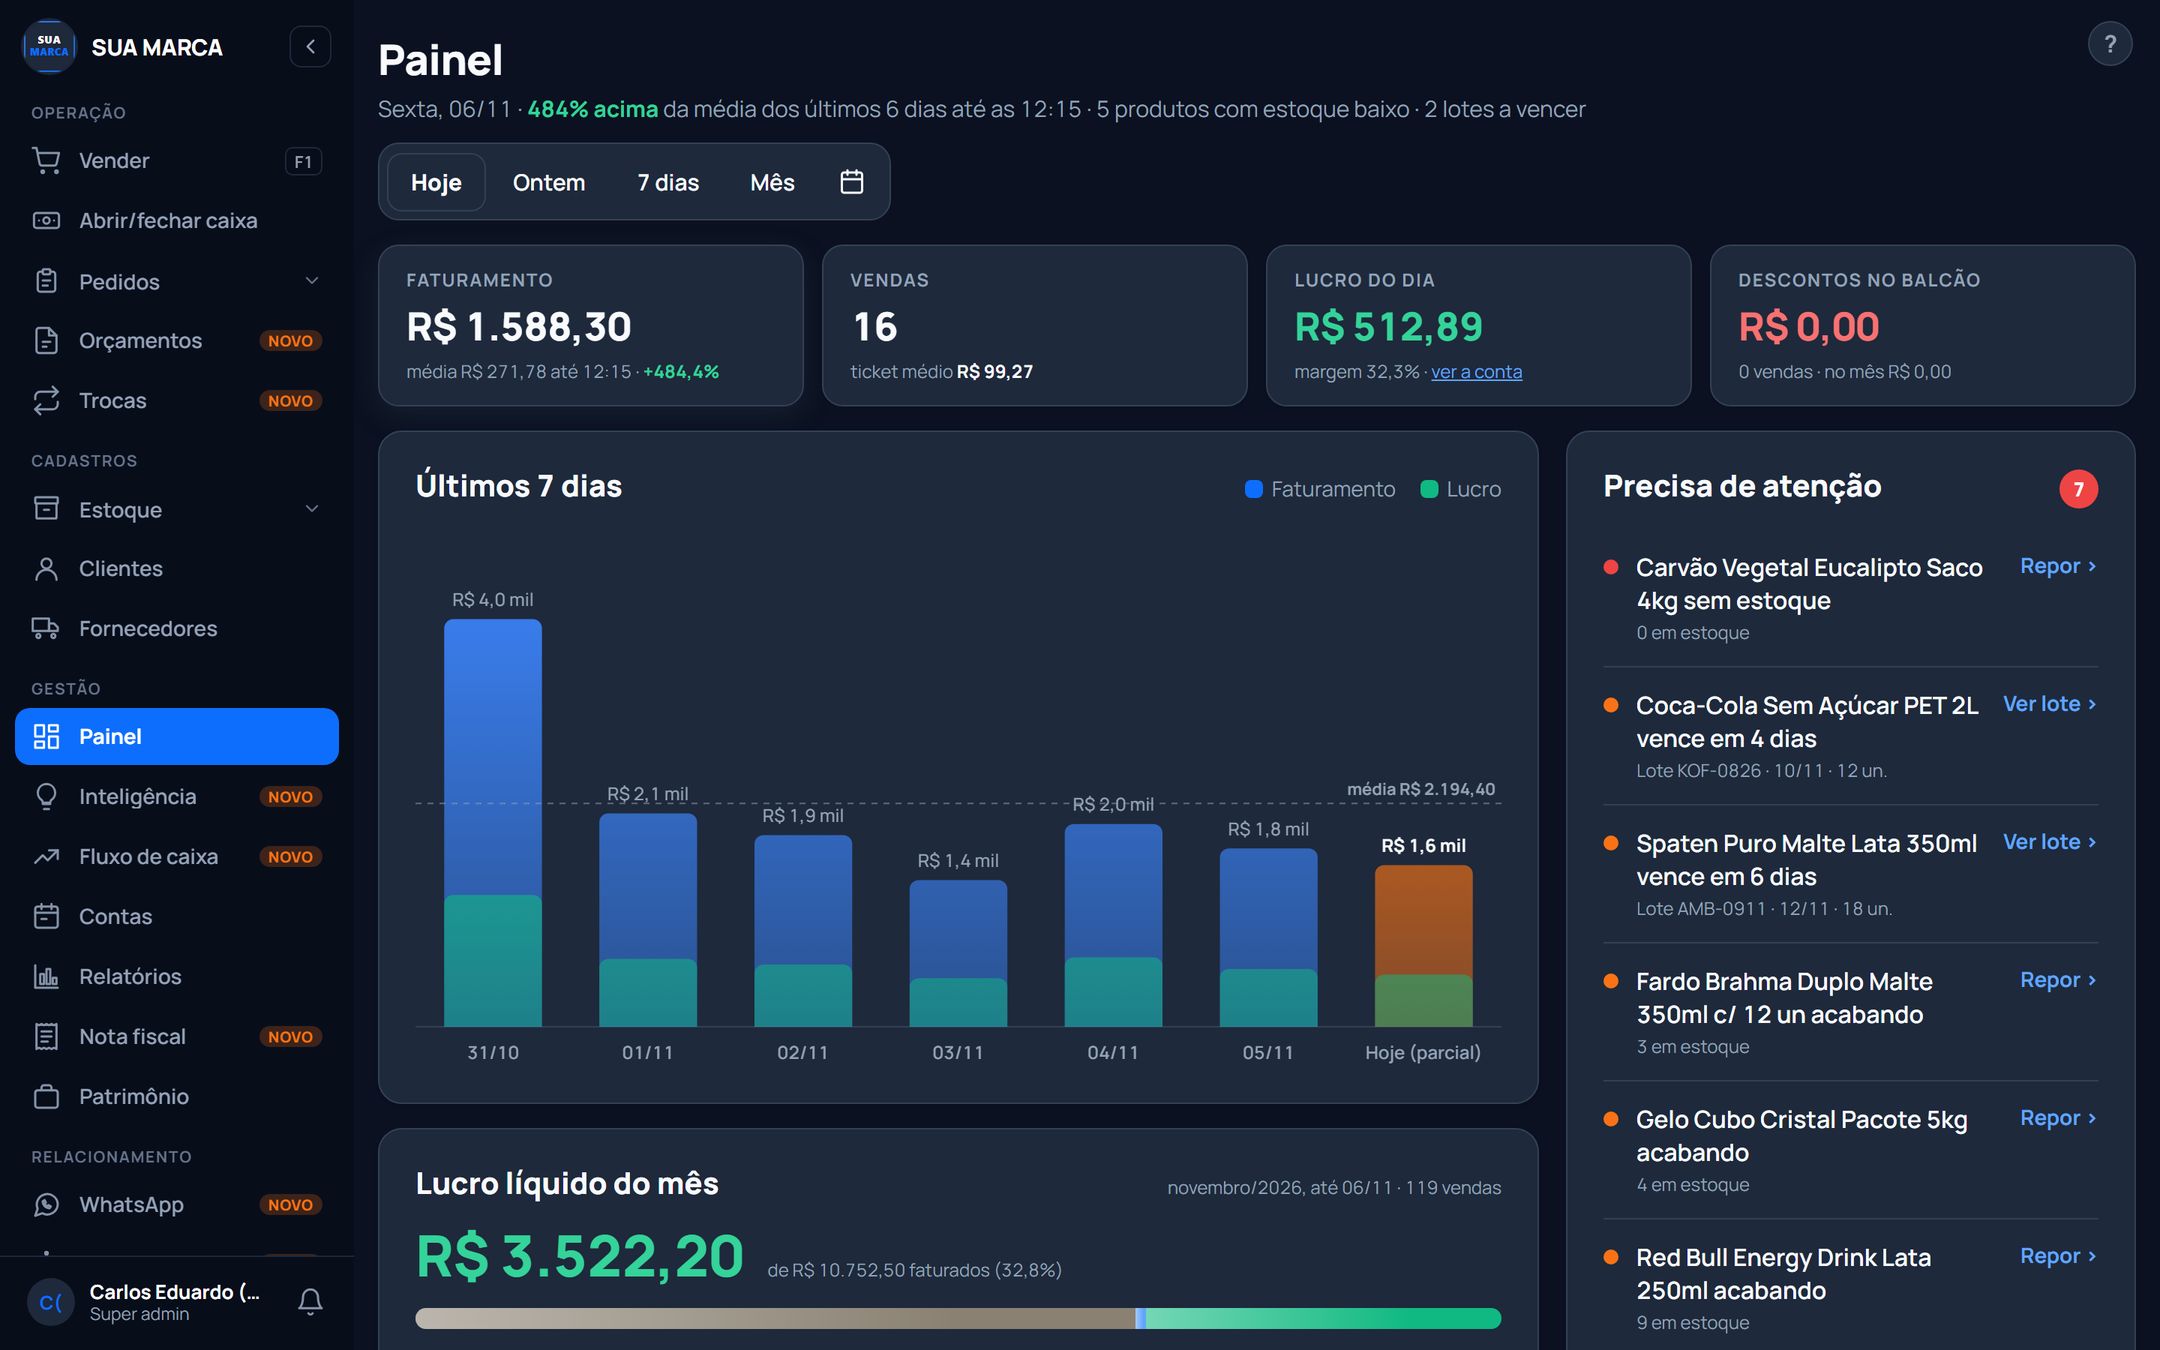 SUA
MARCA
SUA MARCA
OPERAÇÃO
Vender F1
Abrir/fechar caixa
Pedidos
Orçamentos NOVO
Trocas NOVO
CADASTROS
Estoque
Clientes
Fornecedores
GESTÃO
Painel
Inteligência NOVO
Fluxo de caixa NOVO
Contas
Relatórios
Nota fiscal NOVO
Patrimônio
RELACIONAMENTO
WhatsApp NOVO
C( Carlos Eduardo (...
Super admin
Painel
?
Sexta, 06/11 · 484% acima da média dos últimos 6 dias até as 12:15 · 5 produtos com estoque baixo · 2 lotes a vencer
Hoje Ontem 7 dias Mês
FATURAMENTO
R$ 1.588,30
média R$ 271,78 até 12:15 · +484,4%
VENDAS
16
ticket médio R$ 99,27
LUCRO DO DIA
R$ 512,89
margem 32,3% · ver a conta
DESCONTOS NO BALCÃO
R$ 0,00
0 vendas · no mês R$ 0,00
Últimos 7 dias
Faturamento Lucro
R$ 4,0 mil
R$ 2,1 mil
R$ 1,9 mil
R$ 1,4 mil
R$ 2,0 mil
R$ 1,8 mil
média R$ 2.194,40
R$ 1,6 mil
31/10 01/11 02/11 03/11 04/11 05/11 Hoje (parcial)
Lucro líquido do mês
novembro/2026, até 06/11 · 119 vendas
R$ 3.522,20 de R$ 10.752,50 faturados (32,8%)
Precisa de atenção 7
Carvão Vegetal Eucalipto Saco Repor ›
4kg sem estoque
0 em estoque
Coca-Cola Sem Açúcar PET 2L Ver lote ›
vence em 4 dias
Lote KOF-0826 · 10/11 · 12 un.
Spaten Puro Malte Lata 350ml Ver lote ›
vence em 6 dias
Lote AMB-0911 · 12/11 · 18 un.
Fardo Brahma Duplo Malte Repor ›
350ml c/ 12 un acabando
3 em estoque
Gelo Cubo Cristal Pacote 5kg Repor ›
acabando
4 em estoque
Red Bull Energy Drink Lata Repor ›
250ml acabando
9 em estoque